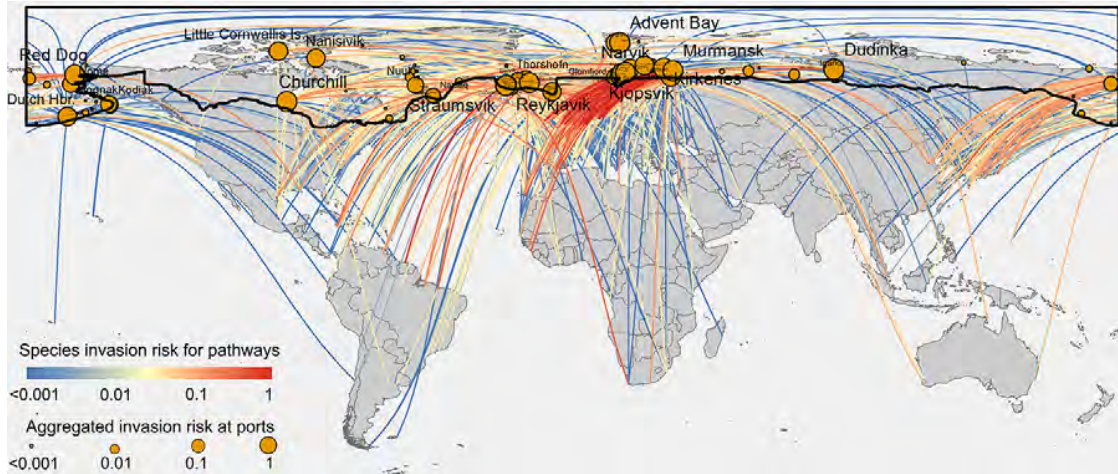 Advent Bay
Little Cornwallis Is.
Nanisivik
Narvik
Murmansk
Dudinka
Red Dog
Nome
Thorshofn
Glomfjord
Kirkenes
Churchill
Nuuk
Kjopsvik
Dutch Hbr.
Kodiak
Straumsvik
Reykjavik
Species invasion risk for pathways
<0.001 0.01 0.1 1
Aggregated invasion risk at ports
<0.001 0.01 0.1 1